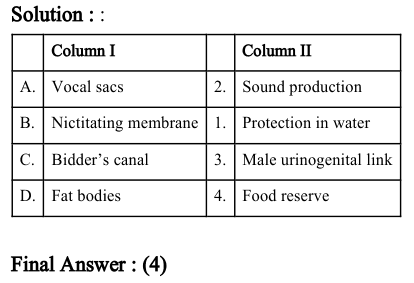 Solution : :
Column I Column II
A. Vocal sacs 2. Sound production
B. Nictitating membrane 1. Protection in water
C. Bidder’s canal 3. Male urinogenital link
D. Fat bodies 4. Food reserve
Final Answer : (4)